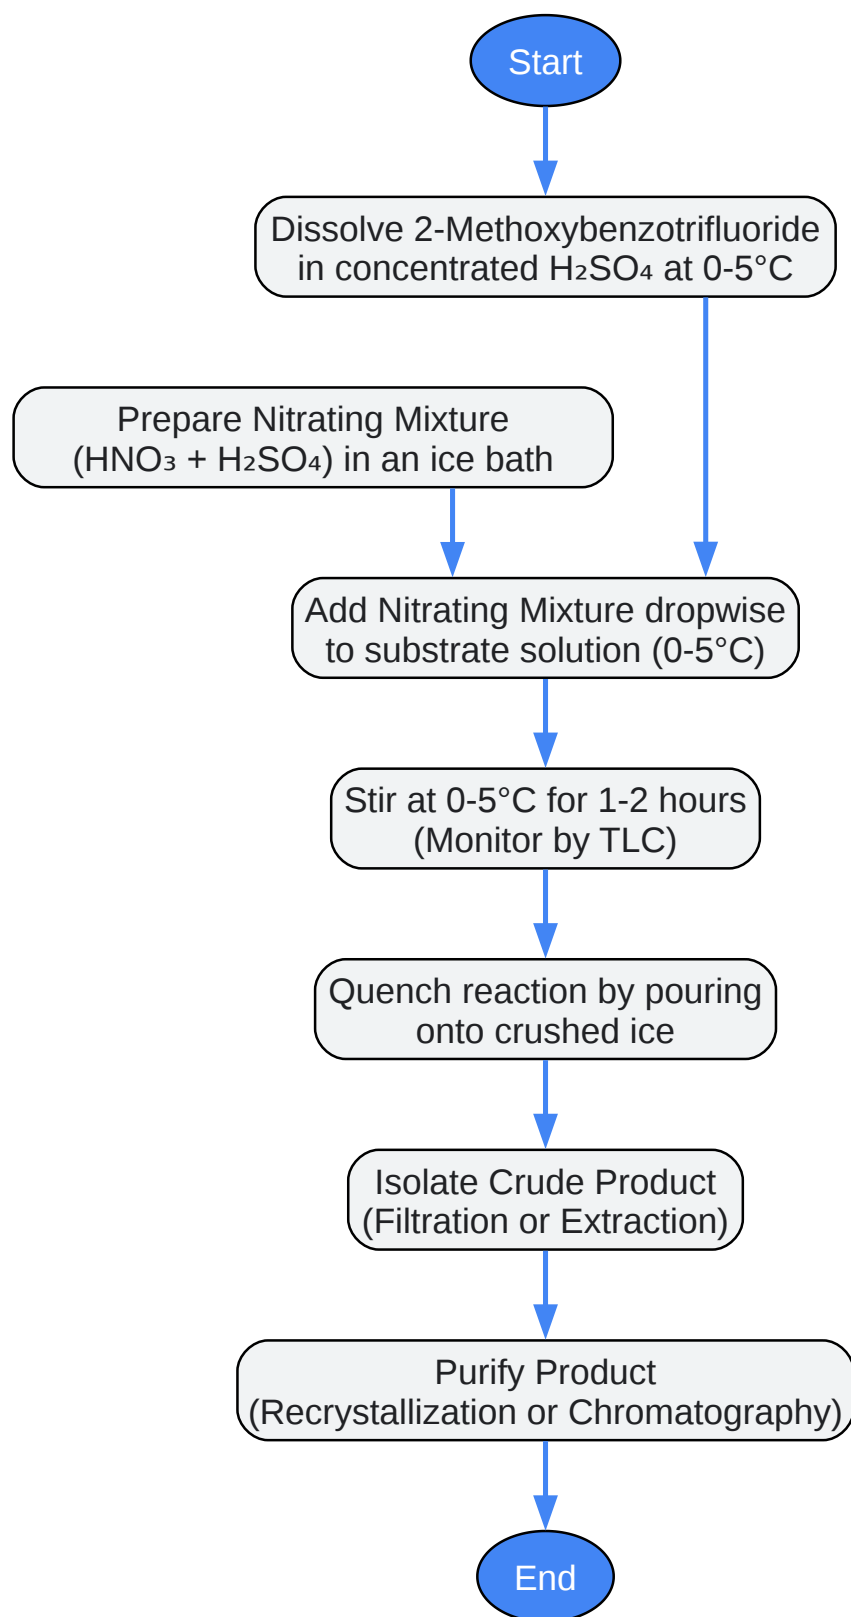 Start
Dissolve 2-Methoxybenzotrifluoride
in concentrated H₂SO₄ at 0-5°C
Prepare Nitrating Mixture
(HNO₃ + H₂SO₄) in an ice bath
Add Nitrating Mixture dropwise
to substrate solution (0-5°C)
Stir at 0-5°C for 1-2 hours
(Monitor by TLC)
Quench reaction by pouring
onto crushed ice
Isolate Crude Product
(Filtration or Extraction)
Purify Product
(Recrystallization or Chromatography)
End